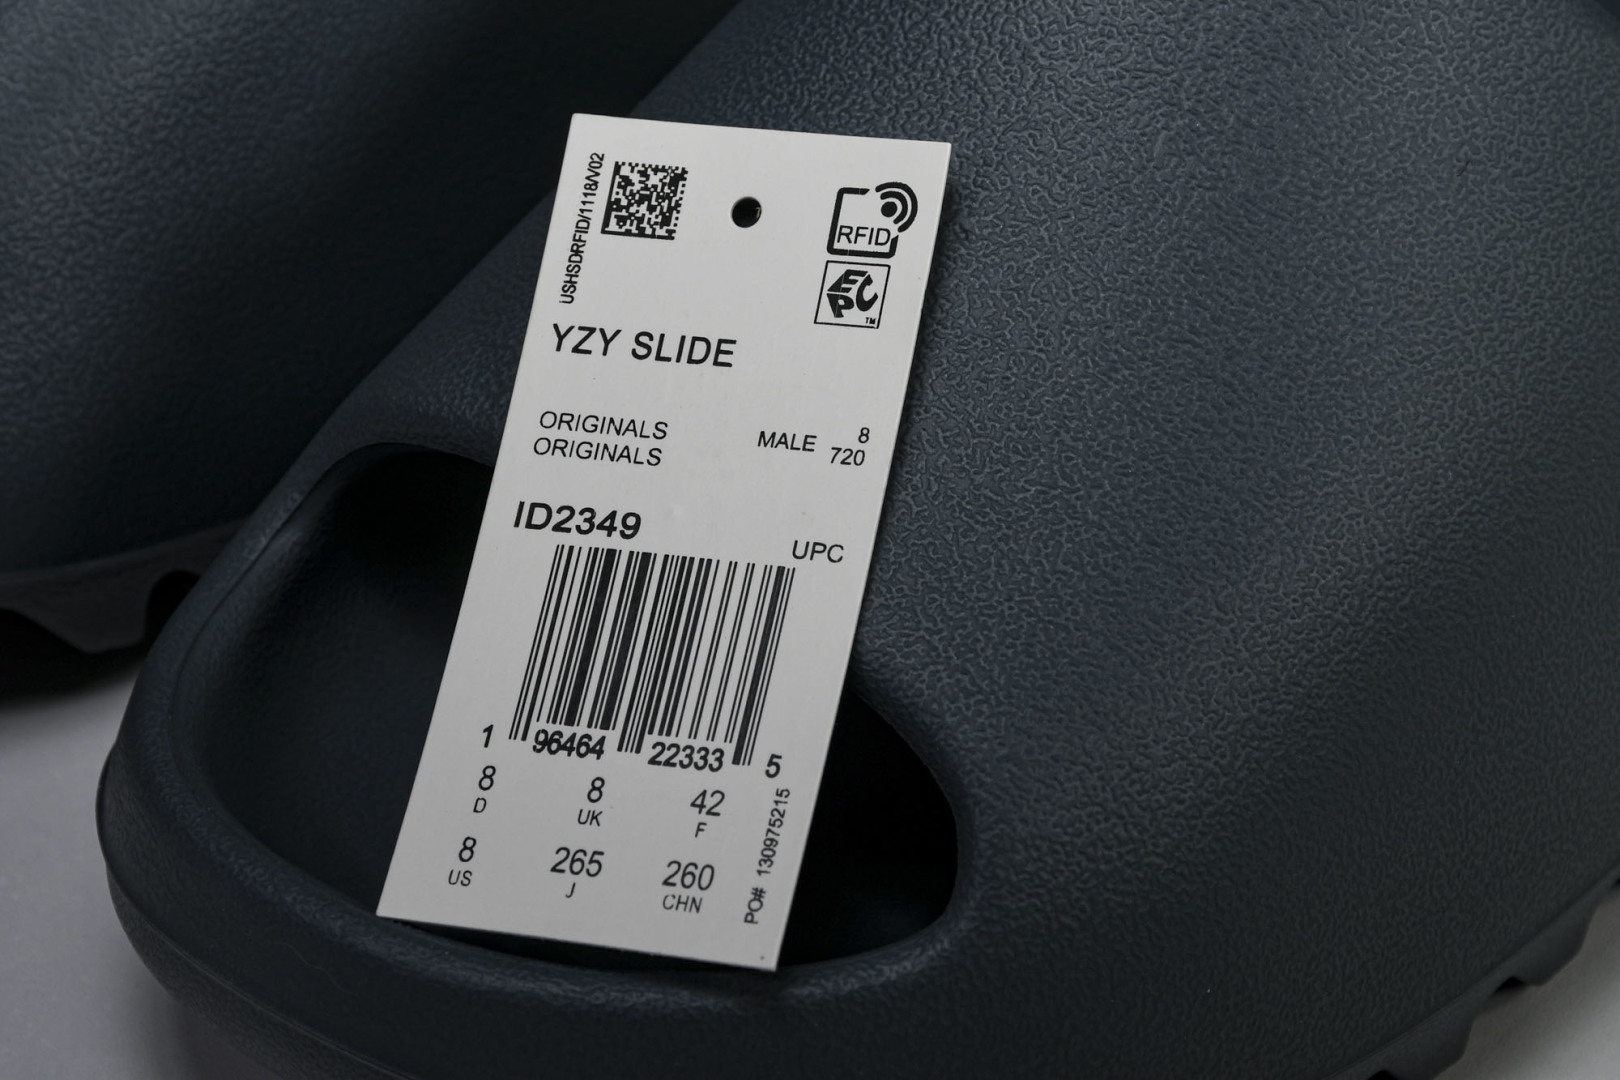 USHSDRFID/1118/V02
RFID
EPC
TM
YZY SLIDE
ORIGINALS
ORIGINALS
MALE 8
720
ID2349
UPC
1 96464 22333 5
8 8 42
D UK F
8 265 260
US J CHN
PO# 130975215